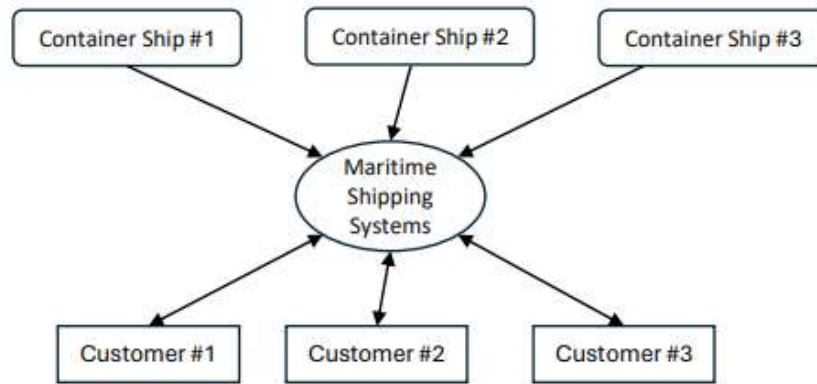 Container Ship #1
Container Ship #2
Container Ship #3
Maritime
Shipping
Systems
Customer #1
Customer #2
Customer #3